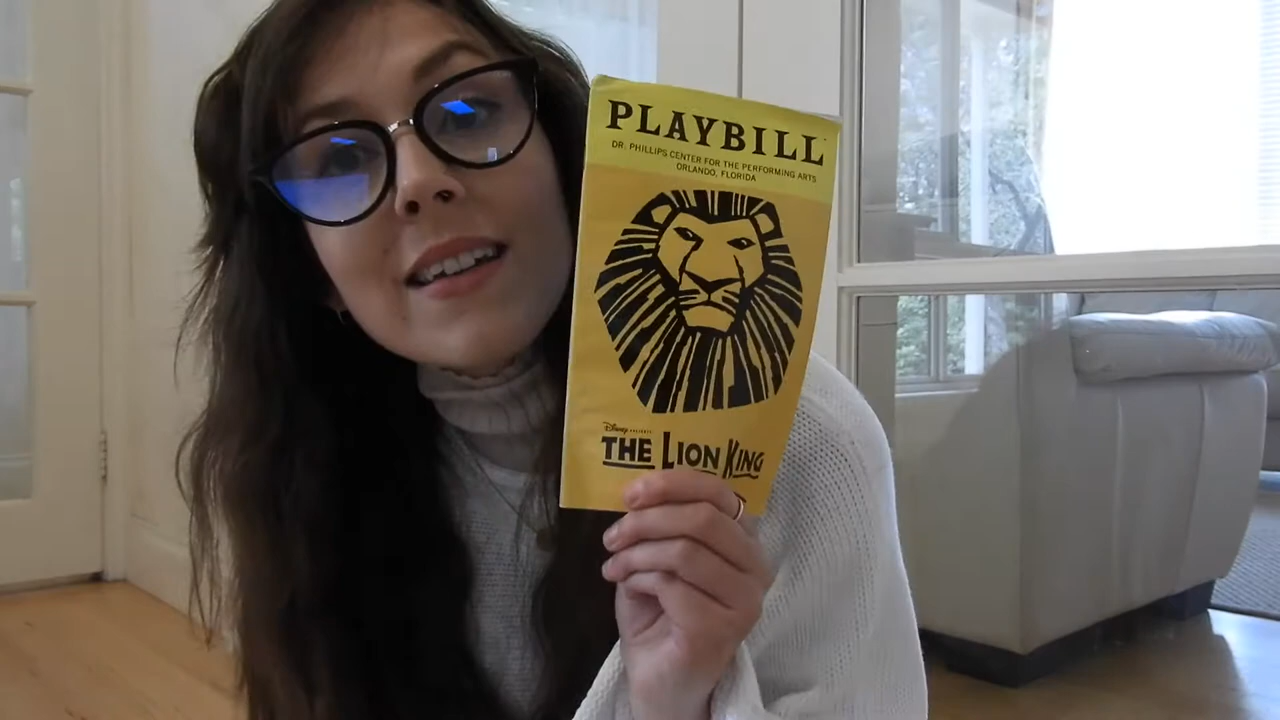 PLAYBILL
DR. PHILLIPS CENTER FOR THE PERFORMING ARTS
ORLANDO, FLORIDA
Disney PRESENTS
THE LION KING